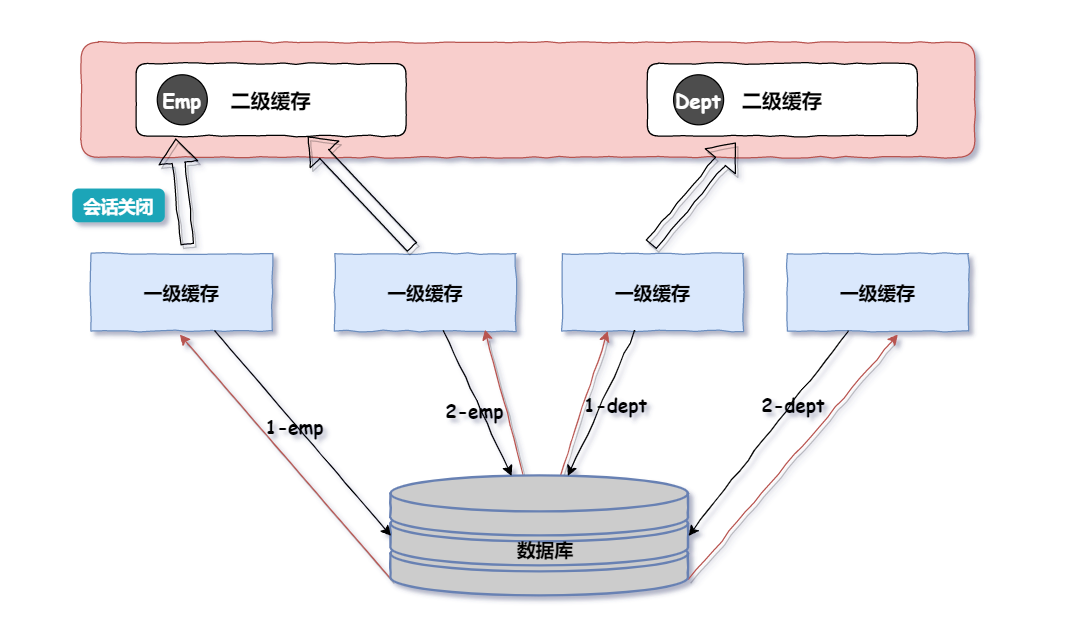 Emp 二级缓存
Dept 二级缓存
会话关闭
一级缓存
一级缓存
一级缓存
一级缓存
1-emp
2-emp
1-dept
2-dept
数据库